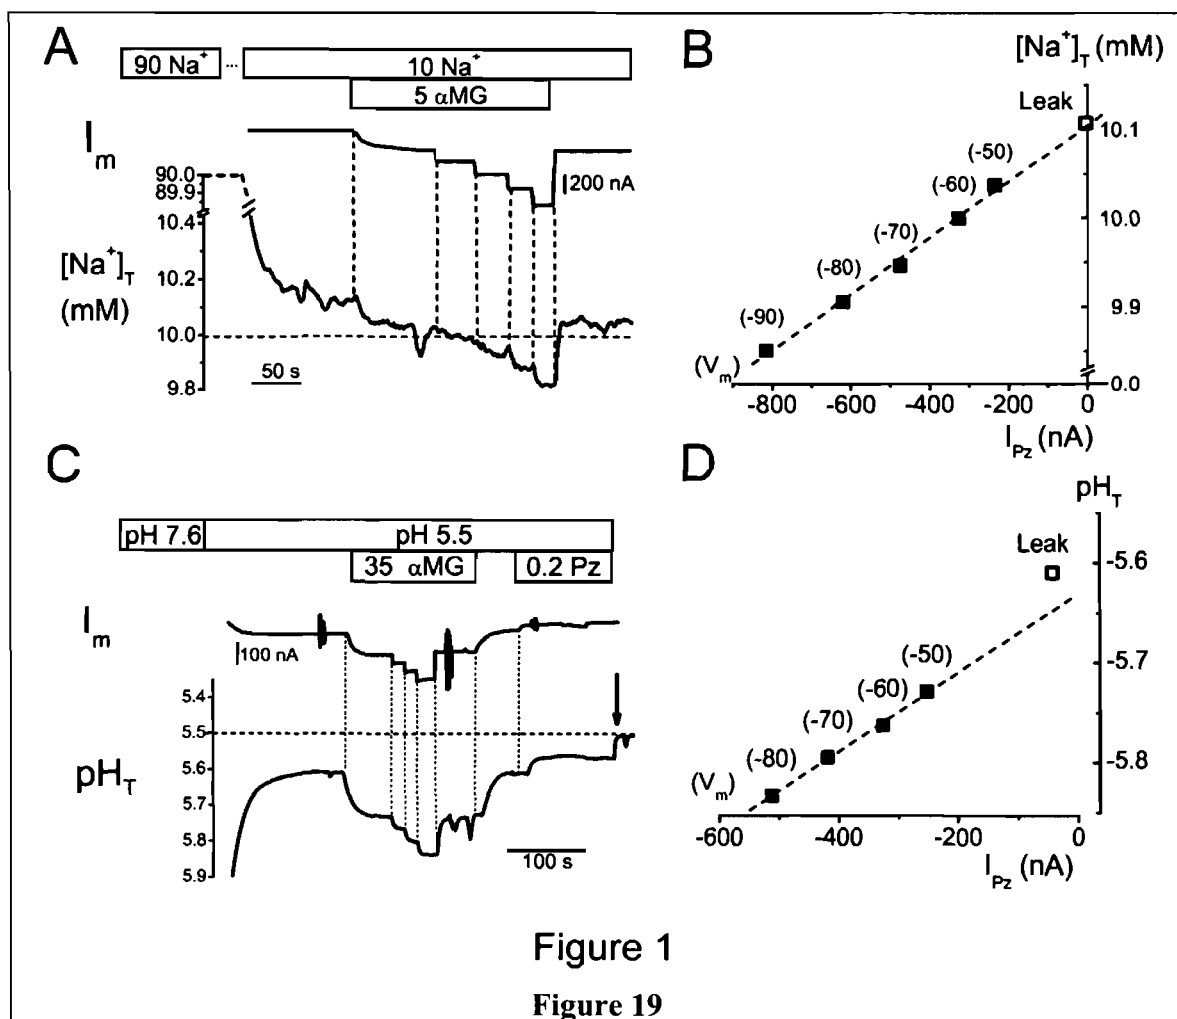 A
90 Na⁺ ... 10 Na⁺
5 αMG
Iₘ
200 nA
90.0
89.9
10.4
[Na⁺]_T
(mM)
10.2
10.0
9.8
50 s
B
[Na⁺]_T (mM)
Leak
10.1
(-50)
(-60)
10.0
(-70)
(-80)
9.9
(-90)
(Vₘ)
0.0
-800 -600 -400 -200 0
I_Pz (nA)
C
pH 7.6 pH 5.5
35 αMG 0.2 Pz
Iₘ
100 nA
5.4
5.5
5.6
pH_T
5.7
5.8
5.9
100 s
D
pH_T
Leak
-5.6
(-50)
-5.7
(-60)
(-70)
(-80)
-5.8
(Vₘ)
-600 -400 -200 0
I_Pz (nA)
Figure 1
Figure 19